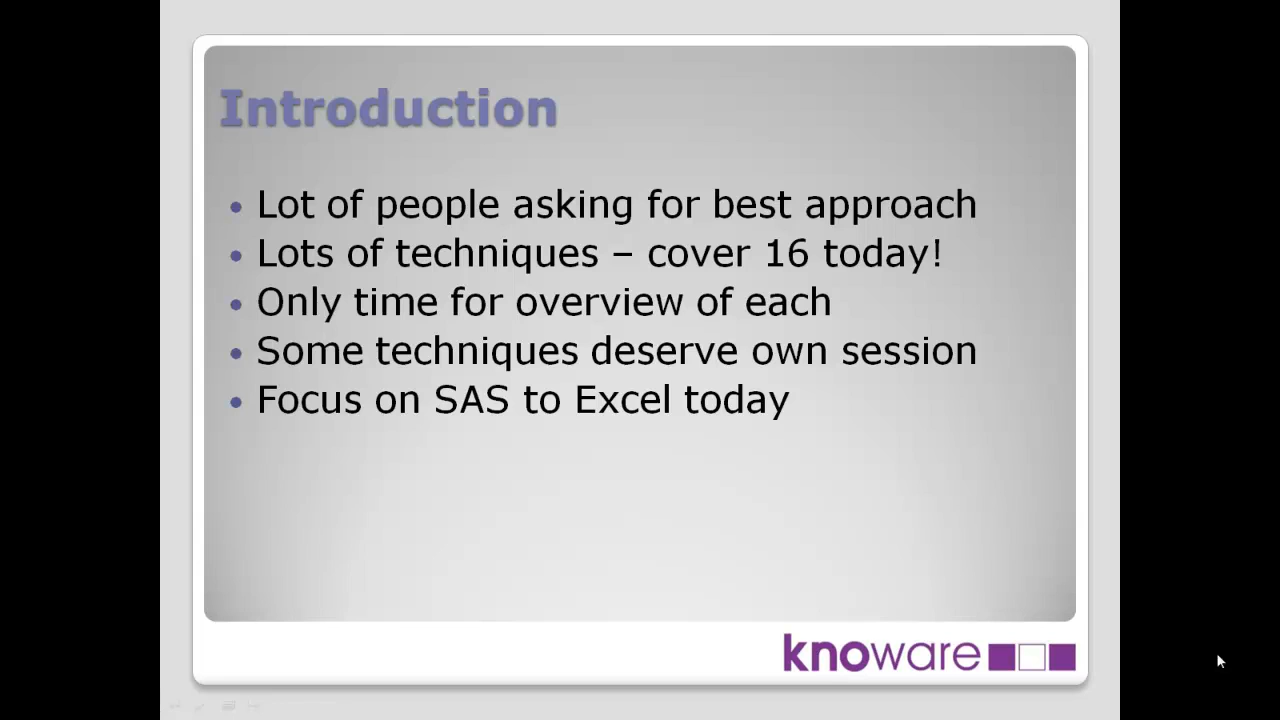 Introduction
• Lot of people asking for best approach
• Lots of techniques – cover 16 today!
• Only time for overview of each
• Some techniques deserve own session
• Focus on SAS to Excel today
knoware